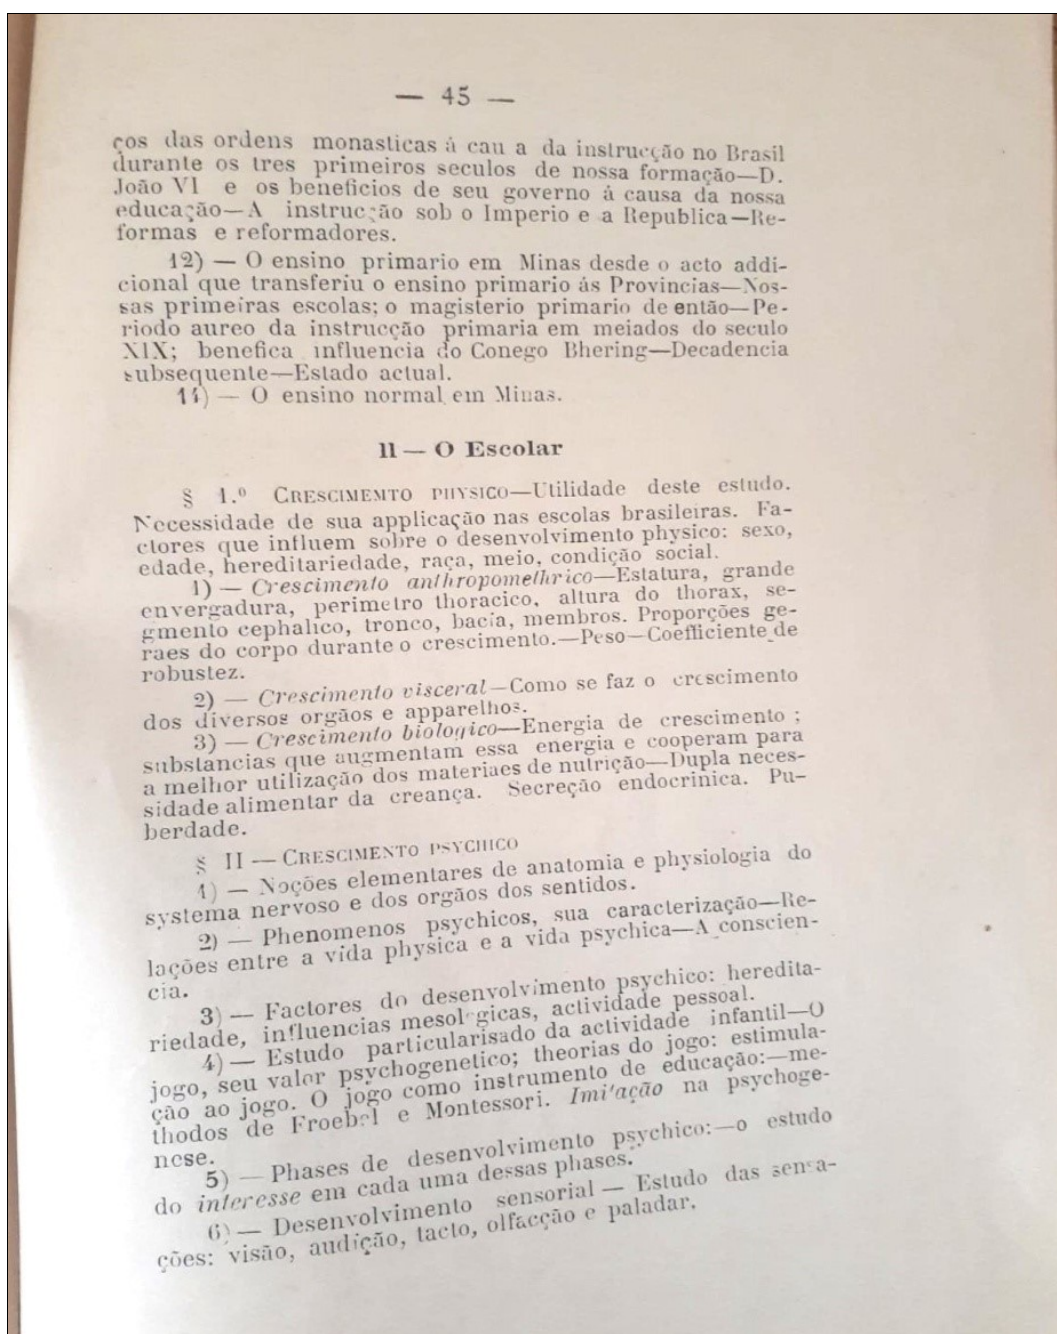 — 45 —
ços das ordens monasticas á cau a da instrucção no Brasil
durante os tres primeiros seculos de nossa formação—D.
João VI e os beneficios de seu governo á causa da nossa
educação—A instrucção sob o Imperio e a Republica—Re-
formas e reformadores.
12) — O ensino primario em Minas desde o acto addi-
cional que transferiu o ensino primario ás Provincias—Nos-
sas primeiras escolas; o magisterio primario de então—Pe-
riodo aureo da instrucção primaria em meiados do seculo
XIX; benefica influencia do Conego Bhering—Decadencia
subsequente—Estado actual.
14) — O ensino normal em Minas.
II — O Escolar
§ 1.º CRESCIMEMTO PHYSICO—Utilidade deste estudo.
Necessidade de sua applicação nas escolas brasileiras. Fa-
ctores que influem sobre o desenvolvimento physico: sexo,
edade, hereditariedade, raça, meio, condição social.
1) — Crescimento anthropomethrico—Estatura, grande
envergadura, perimetro thoracico, altura do thorax, se-
gmento cephalico, tronco, bacia, membros. Proporções ge-
raes do corpo durante o crescimento.—Peso—Coefficiente de
robustez.
2) — Crescimento visceral—Como se faz o crescimento
dos diversos orgãos e apparelhos.
3) — Crescimento biologico—Energia de crescimento ;
substancias que augmentam essa energia e cooperam para
a melhor utilização dos materiaes de nutrição—Dupla neces-
sidade alimentar da creança. Secreção endocrinica. Pu-
berdade.
§ II — CRESCIMENTO PSYCHICO
1) — Noções elementares de anatomia e physiologia do
systema nervoso e dos orgãos dos sentidos.
2) — Phenomenos psychicos, sua caracterização—Re-
lações entre a vida physica e a vida psychica—A conscien-
cia.
3) — Factores do desenvolvimento psychico: heredita-
riedade, influencias mesologicas, actividade pessoal.
4) — Estudo particularisado da actividade infantil—O
jogo, seu valor psychogenetico; theorias do jogo: estimula-
ção ao jogo. O jogo como instrumento de educação:—me-
thodos de Froebel e Montessori. Imitação na psychoge-
nese.
5) — Phases de desenvolvimento psychico:—o estudo
do interesse em cada uma dessas phases.
6) — Desenvolvimento sensorial — Estudo das sensa-
ções: visão, audição, tacto, olfacção e paladar.